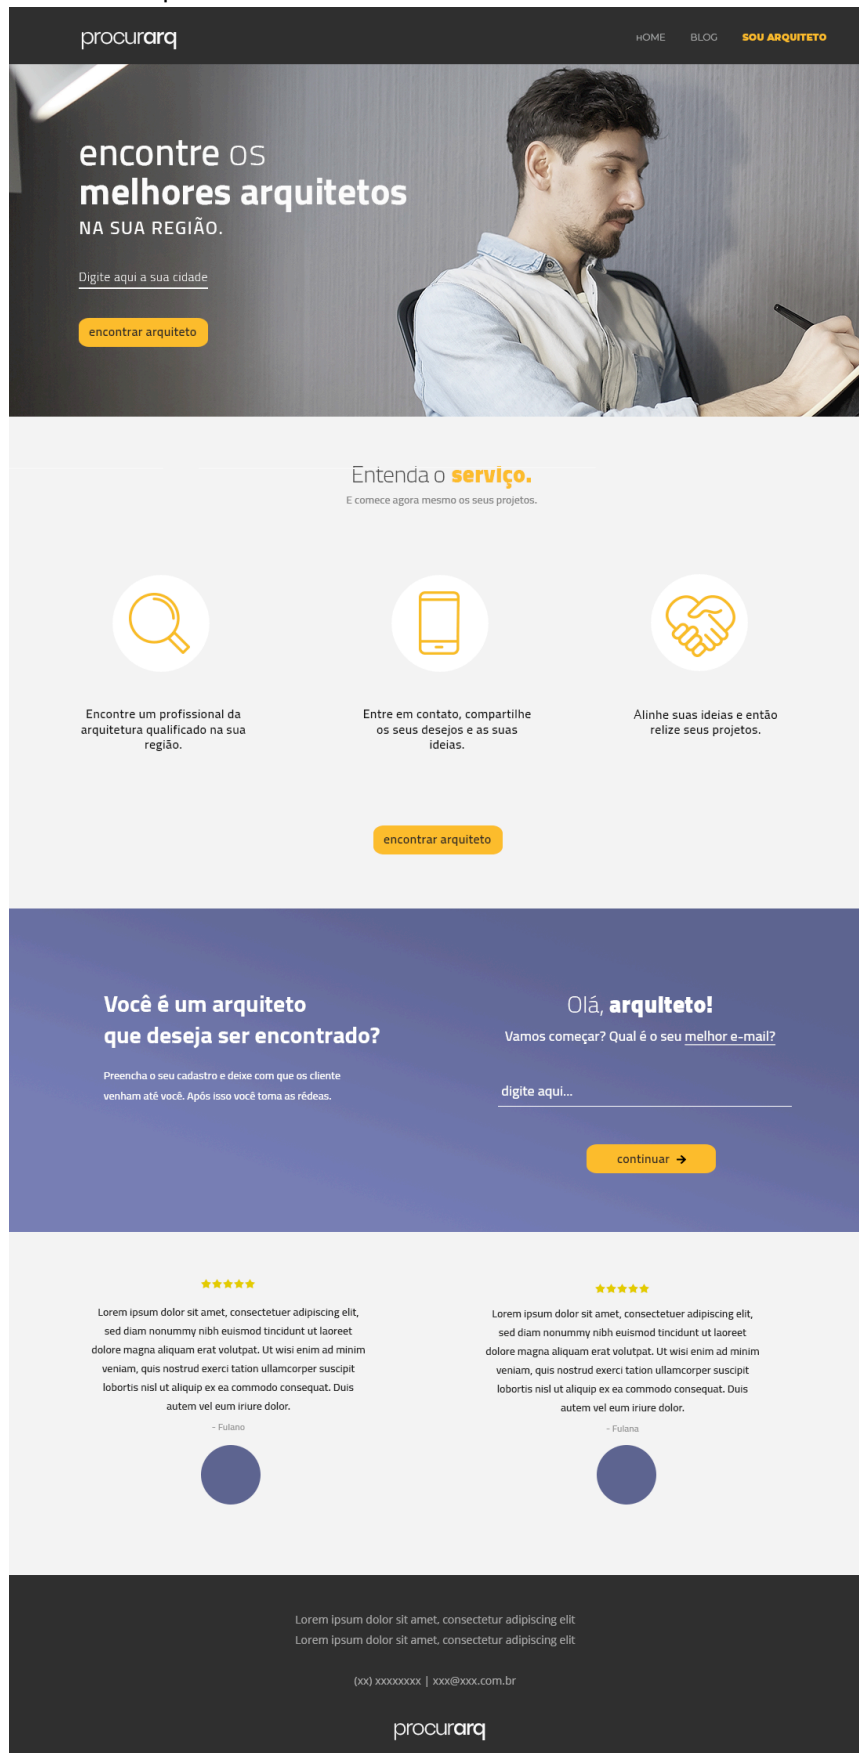 procurarq
HOME BLOG SOU ARQUITETO
encontre os
melhores arquitetos
NA SUA REGIÃO.
Digite aqui a sua cidade
encontrar arquiteto
Entenda o serviço.
E comece agora mesmo os seus projetos.
Encontre um profissional da
arquitetura qualificado na sua
região.
Entre em contato, compartilhe
os seus desejos e as suas
ideias.
Alinhe suas ideias e então
relize seus projetos.
encontrar arquiteto
Você é um arquiteto
que deseja ser encontrado?
Preencha o seu cadastro e deixe com que os cliente
venham até você. Após isso você toma as rédeas.
Olá, arquiteto!
Vamos começar? Qual é o seu melhor e-mail?
digite aqui...
continuar →
Lorem ipsum dolor sit amet, consectetuer adipiscing elit,
sed diam nonummy nibh euismod tincidunt ut laoreet
dolore magna aliquam erat volutpat. Ut wisi enim ad minim
veniam, quis nostrud exerci tation ullamcorper suscipit
lobortis nisl ut aliquip ex ea commodo consequat. Duis
autem vel eum iriure dolor.
- Fulano
Lorem ipsum dolor sit amet, consectetuer adipiscing elit,
sed diam nonummy nibh euismod tincidunt ut laoreet
dolore magna aliquam erat volutpat. Ut wisi enim ad minim
veniam, quis nostrud exerci tation ullamcorper suscipit
lobortis nisl ut aliquip ex ea commodo consequat. Duis
autem vel eum iriure dolor.
- Fulana
Lorem ipsum dolor sit amet, consectetur adipiscing elit
Lorem ipsum dolor sit amet, consectetur adipiscing elit
(xx) xxxxxxxx | xxx@xxx.com.br
procurarq